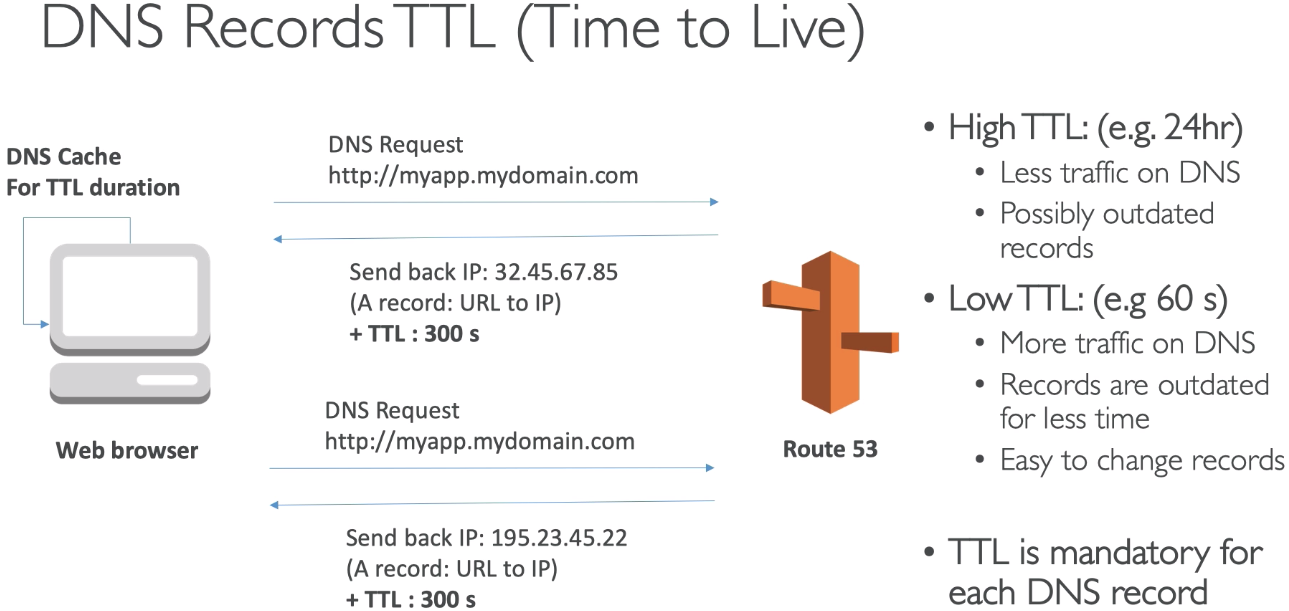 DNS Records TTL (Time to Live)
DNS Cache
For TTL duration
Web browser
DNS Request
http://myapp.mydomain.com
Send back IP: 32.45.67.85
(A record: URL to IP)
+ TTL : 300 s
DNS Request
http://myapp.mydomain.com
Send back IP: 195.23.45.22
(A record: URL to IP)
+ TTL : 300 s
Route 53
• High TTL: (e.g. 24hr)
• Less traffic on DNS
• Possibly outdated
records
• Low TTL: (e.g 60 s)
• More traffic on DNS
• Records are outdated
for less time
• Easy to change records
• TTL is mandatory for
each DNS record